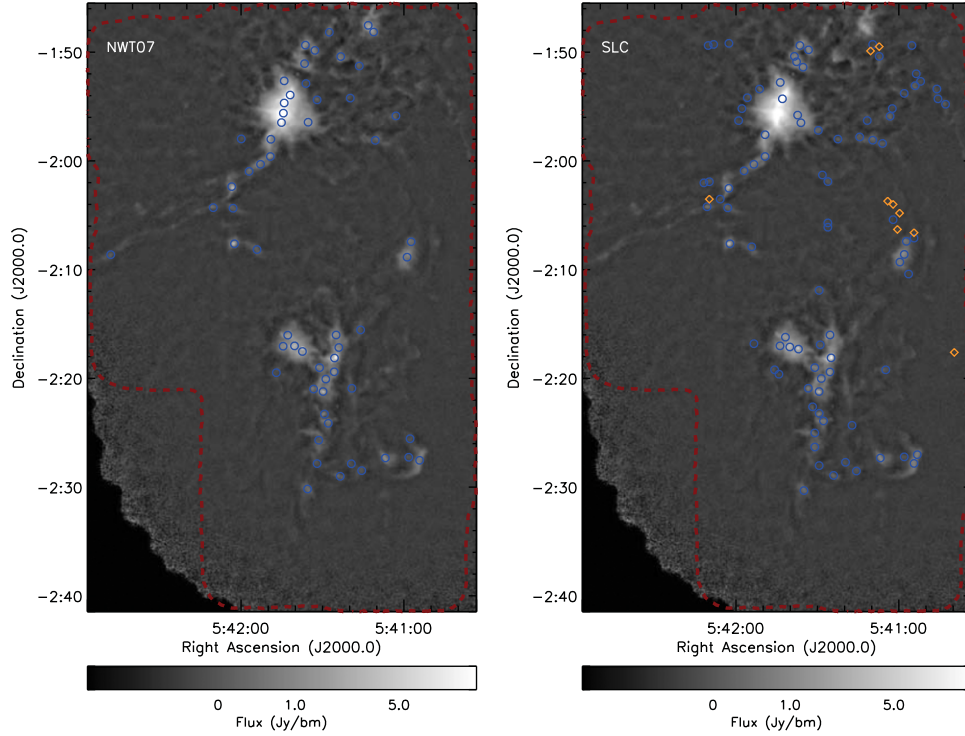 NWT07
-1:50
-2:00
-2:10
-2:20
-2:30
-2:40
Declination (J2000.0)
5:42:00
5:41:00
Right Ascension (J2000.0)
0
1.0
5.0
Flux (Jy/bm)
SLC
-1:50
-2:00
-2:10
-2:20
-2:30
-2:40
Declination (J2000.0)
5:42:00
5:41:00
Right Ascension (J2000.0)
0
1.0
5.0
Flux (Jy/bm)